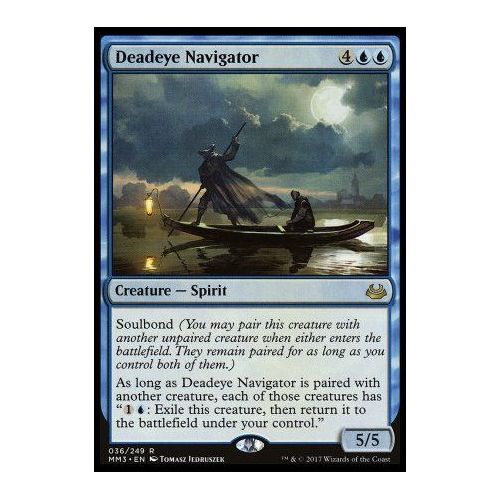 Deadeye Navigator 4
Creature — Spirit
Soulbond (You may pair this creature with
another unpaired creature when either enters the
battlefield. They remain paired for as long as you
control both of them.)
As long as Deadeye Navigator is paired with
another creature, each of those creatures has
“1 : Exile this creature, then return it to
the battlefield under your control.”
5/5
036/249 R
MM3 • EN Tomasz Jedruszek
™ & © 2017 Wizards of the Coast